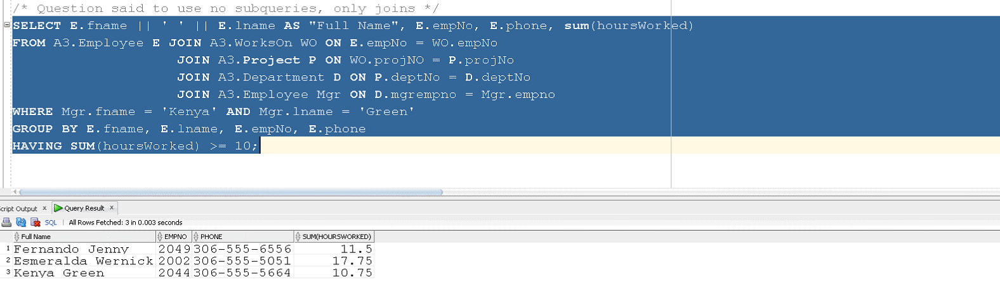 /* Question said to use no subqueries, only joins */
SELECT E.fname || ' ' || E.lname AS "Full Name", E.empNo, E.phone, sum(hoursWorked)
FROM A3.Employee E JOIN A3.WorksOn WO ON E.empNo = WO.empNo
JOIN A3.Project P ON WO.projNO = P.projNo
JOIN A3.Department D ON P.deptNo = D.deptNo
JOIN A3.Employee Mgr ON D.mgrempno = Mgr.empno
WHERE Mgr.fname = 'Kenya' AND Mgr.lname = 'Green'
GROUP BY E.fname, E.lname, E.empNo, E.phone
HAVING SUM(hoursWorked) >= 10;
cript Output x Query Result x
SQL | All Rows Fetched: 3 in 0.003 seconds
Full Name EMPNO PHONE SUM(HOURSWORKED)
1 Fernando Jenny 2049 306-555-6556 11.5
2 Esmeralda Wernick 2002 306-555-5051 17.75
3 Kenya Green 2044 306-555-5664 10.75